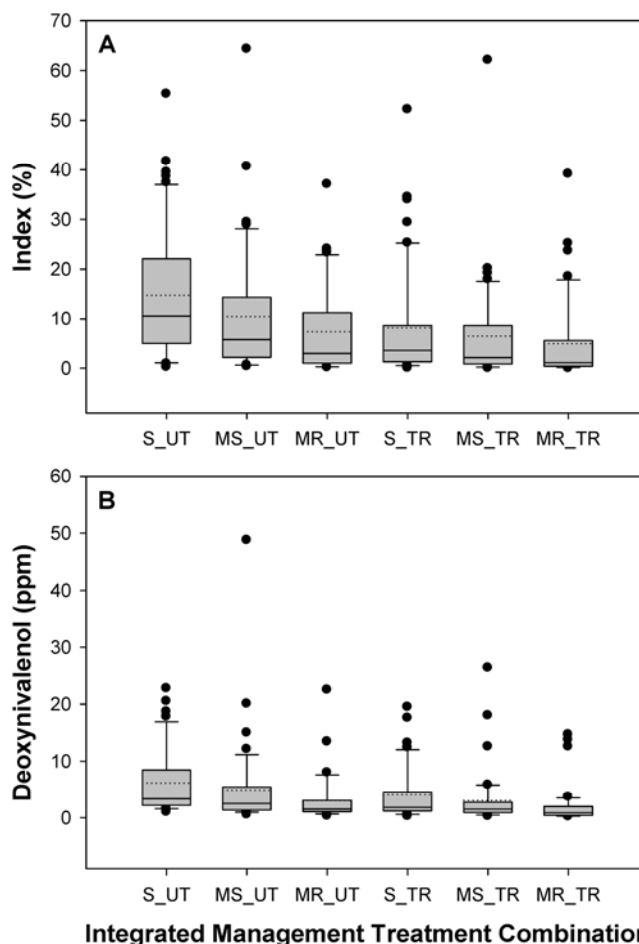 A
70
60
50
40
30
20
10
0
Index (%)
S_UT MS_UT MR_UT S_TR MS_TR MR_TR
B
60
50
40
30
20
10
0
Deoxynivalenol (ppm)
S_UT MS_UT MR_UT S_TR MS_TR MR_TR
Integrated Management Treatment Combination